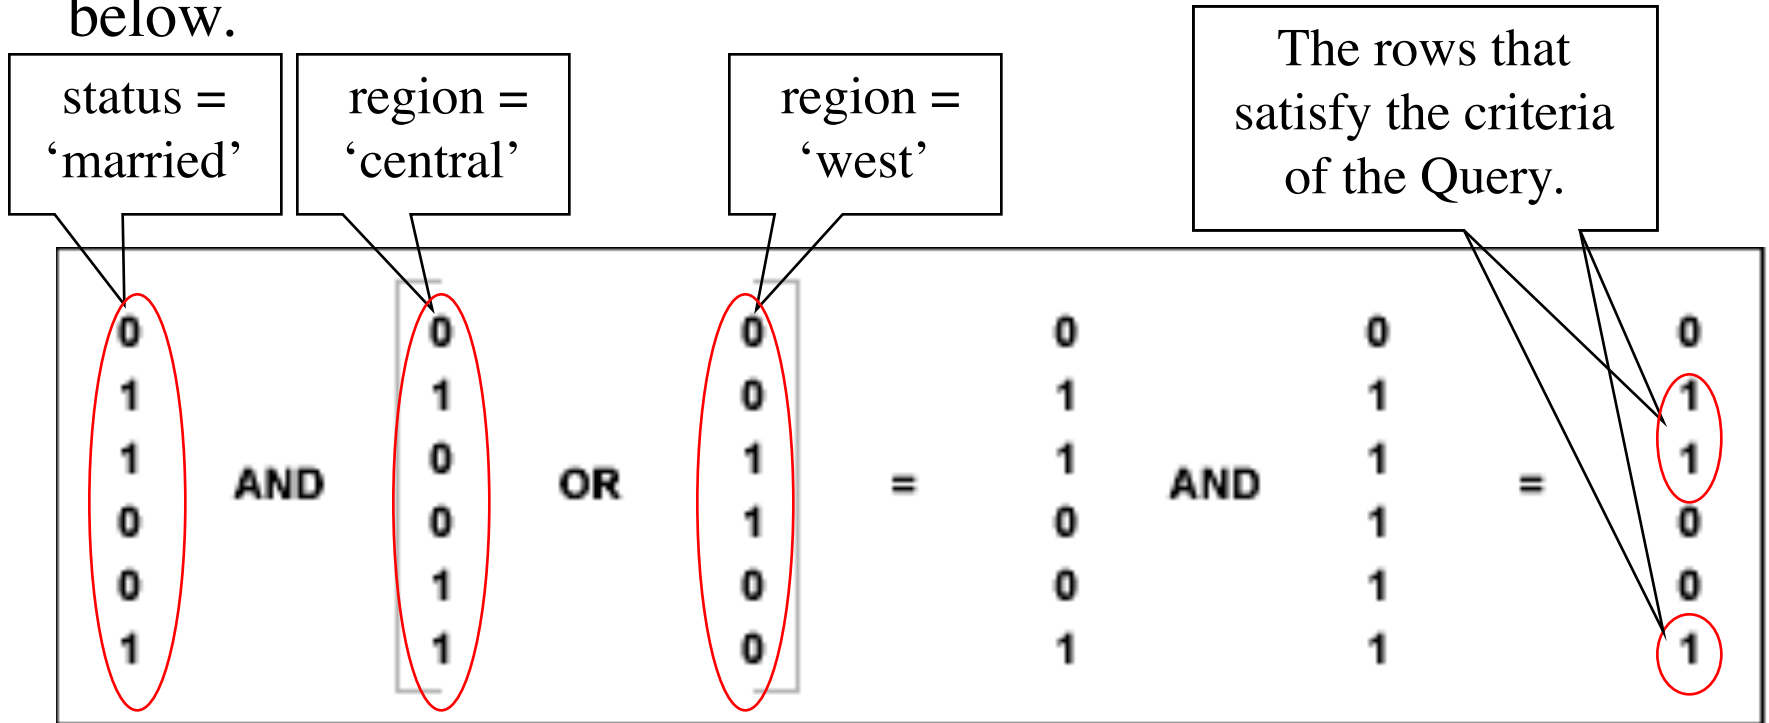 below.
status =
‘married’
region =
‘central’
region =
‘west’
The rows that
satisfy the criteria
of the Query.
0 0 0 0 0 0
1 1 0 1 1 1
1 0 1 1 1 1
AND OR = AND =
0 0 1 0 1 0
0 1 0 0 1 0
1 1 0 1 1 1